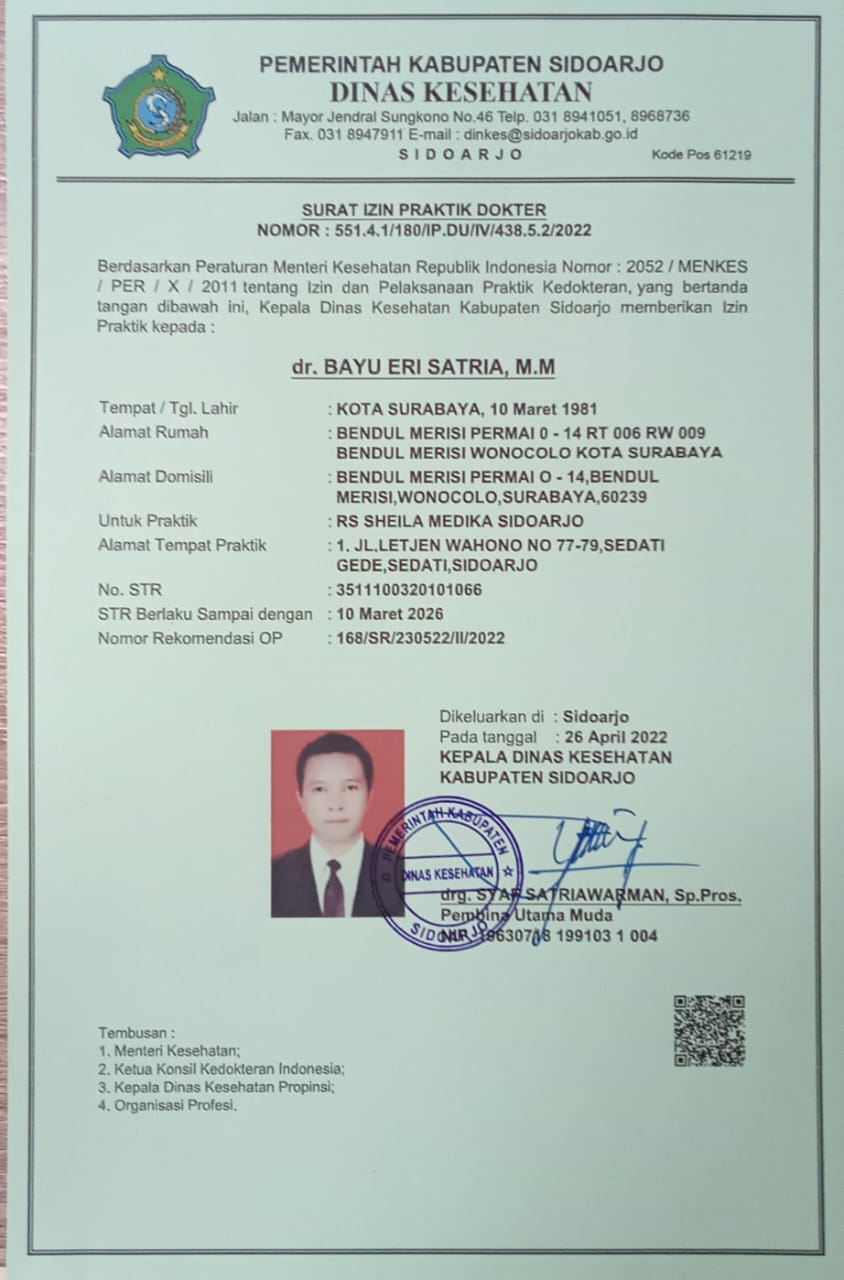 PEMERINTAH KABUPATEN SIDOARJO
DINAS KESEHATAN
Jalan : Mayor Jendral Sungkono No.46 Telp. 031 8941051, 8968736
Fax. 031 8947911 E-mail : dinkes@sidoarjokab.go.id
S I D O A R J O Kode Pos 61219
SURAT IZIN PRAKTIK DOKTER
NOMOR : 551.4.1/180/IP.DU/IV/438.5.2/2022
Berdasarkan Peraturan Menteri Kesehatan Republik Indonesia Nomor : 2052 / MENKES
/ PER / X / 2011 tentang Izin dan Pelaksanaan Praktik Kedokteran, yang bertanda
tangan dibawah ini, Kepala Dinas Kesehatan Kabupaten Sidoarjo memberikan Izin
Praktik kepada :
dr. BAYU ERI SATRIA, M.M
Tempat / Tgl. Lahir : KOTA SURABAYA, 10 Maret 1981
Alamat Rumah : BENDUL MERISI PERMAI 0 - 14 RT 006 RW 009
BENDUL MERISI WONOCOLO KOTA SURABAYA
Alamat Domisili : BENDUL MERISI PERMAI O - 14,BENDUL
MERISI,WONOCOLO,SURABAYA,60239
Untuk Praktik : RS SHEILA MEDIKA SIDOARJO
Alamat Tempat Praktik : 1. JL.LETJEN WAHONO NO 77-79,SEDATI
GEDE,SEDATI,SIDOARJO
No. STR : 3511100320101066
STR Berlaku Sampai dengan : 10 Maret 2026
Nomor Rekomendasi OP : 168/SR/230522/II/2022
Dikeluarkan di : Sidoarjo
Pada tanggal : 26 April 2022
KEPALA DINAS KESEHATAN
KABUPATEN SIDOARJO
PEMERINTAH KABUPATEN
DINAS KESEHATAN
SIDOARJO
drg. SYAF SATRIAWARMAN, Sp.Pros.
Pembina Utama Muda
NIP. 19630718 199103 1 004
Tembusan :
1. Menteri Kesehatan;
2. Ketua Konsil Kedokteran Indonesia;
3. Kepala Dinas Kesehatan Propinsi;
4. Organisasi Profesi.